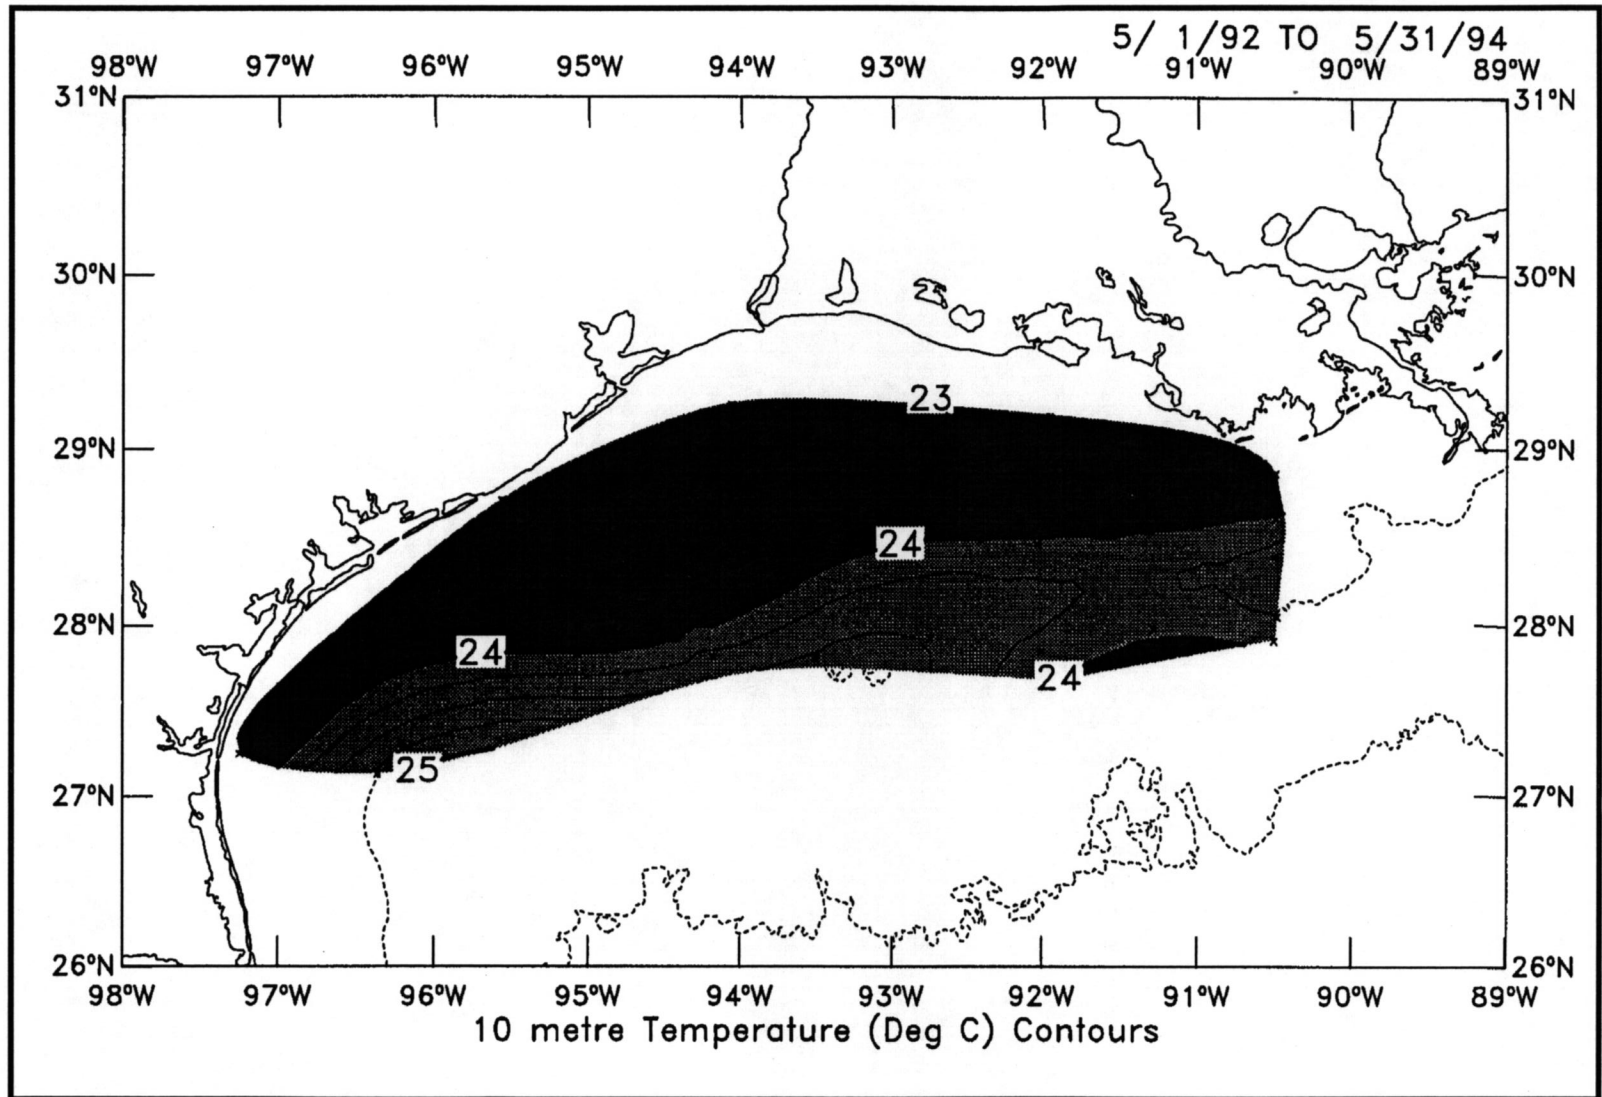 5/ 1/92 TO 5/31/94
98°W 97°W 96°W 95°W 94°W 93°W 92°W 91°W 90°W 89°W
31°N 31°N
30°N 30°N
23
29°N 29°N
24
28°N 24 28°N
24
25
27°N 27°N
26°N 26°N
98°W 97°W 96°W 95°W 94°W 93°W 92°W 91°W 90°W 89°W
10 metre Temperature (Deg C) Contours